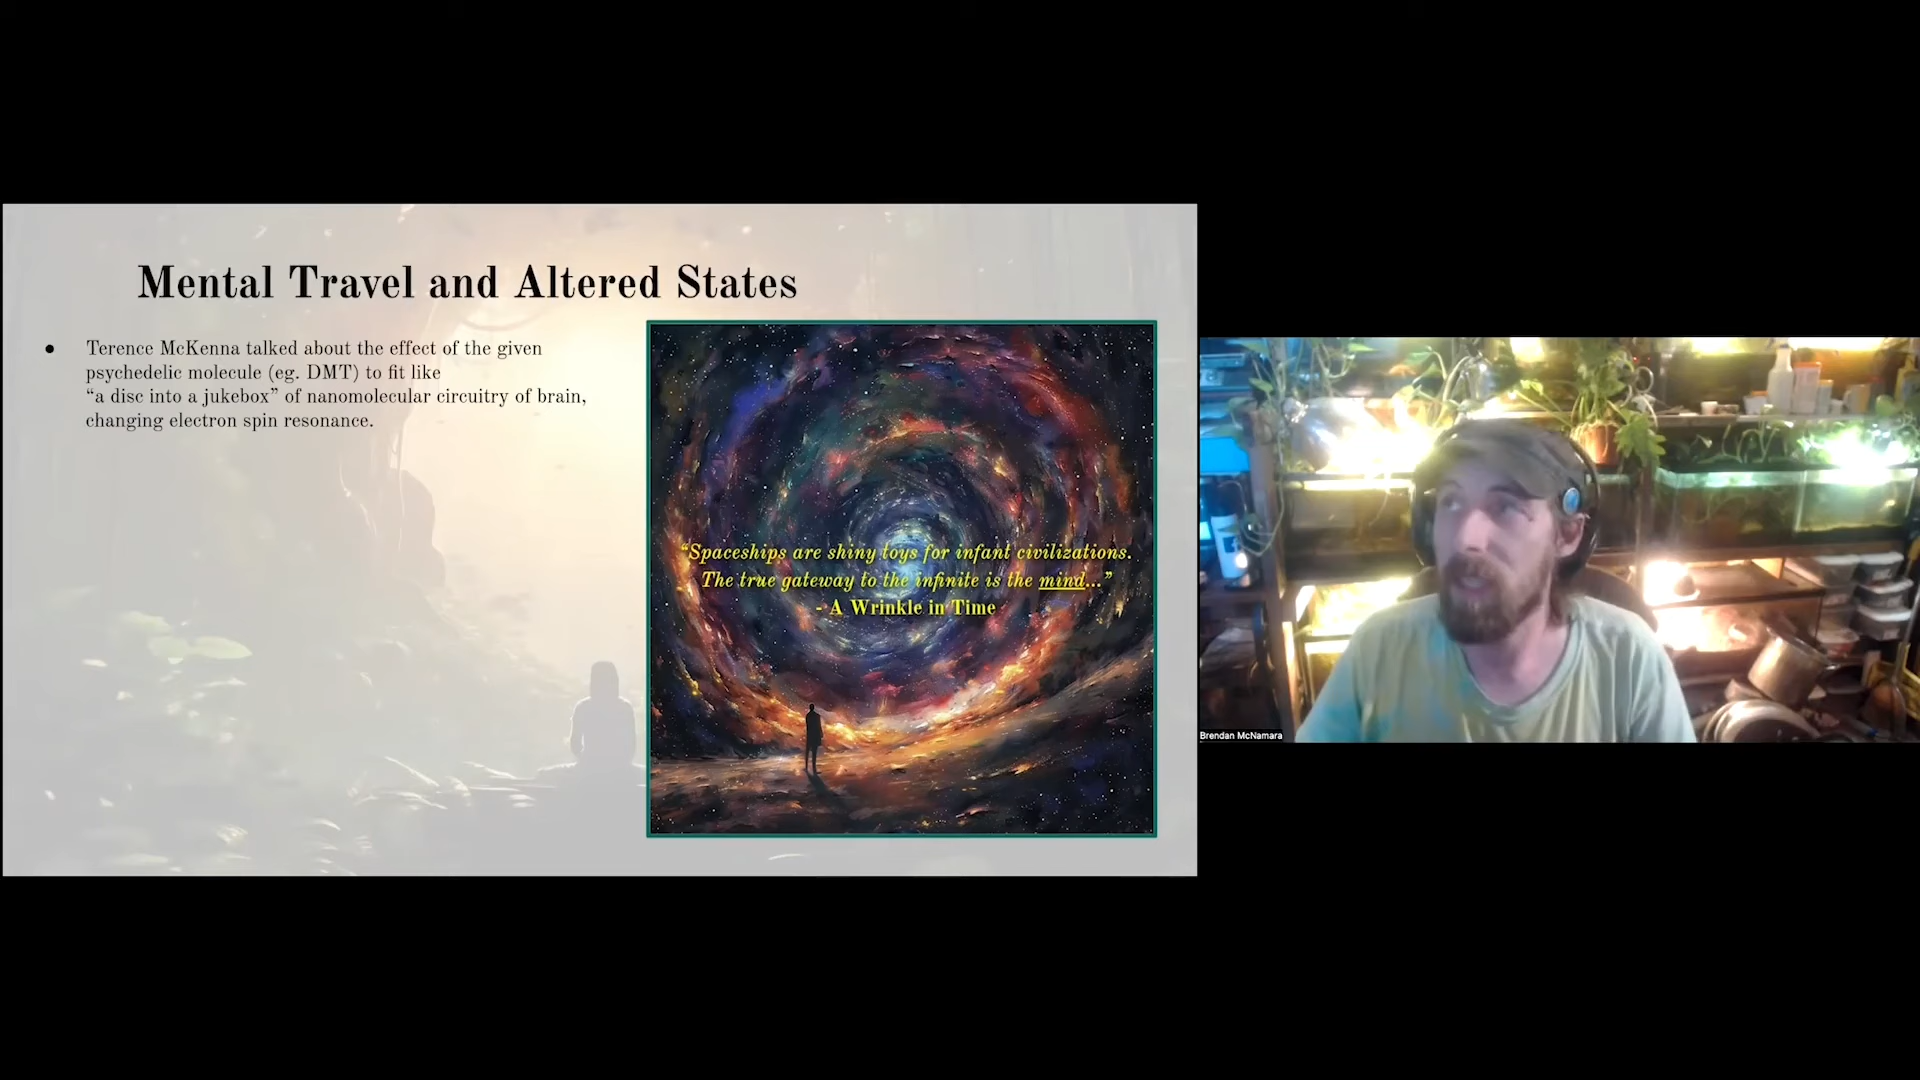 Mental Travel and Altered States
● Terence McKenna talked about the effect of the given
psychedelic molecule (eg. DMT) to fit like
“a disc into a jukebox” of nanomolecular circuitry of brain,
changing electron spin resonance.
“Spaceships are shiny toys for infant civilizations.
The true gateway to the infinite is the mind...”
- A Wrinkle in Time
Brendan McNamara